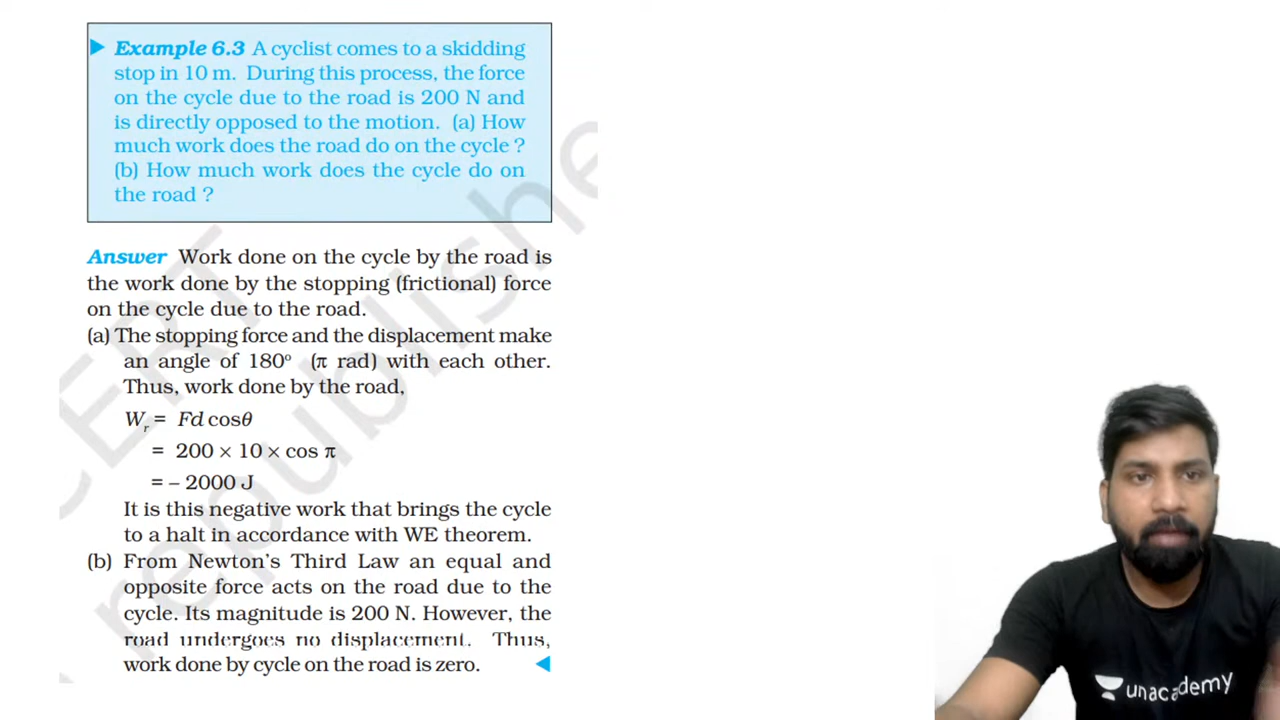 Example 6.3 A cyclist comes to a skidding
stop in 10 m. During this process, the force
on the cycle due to the road is 200 N and
is directly opposed to the motion. (a) How
much work does the road do on the cycle ?
(b) How much work does the cycle do on
the road ?
Answer Work done on the cycle by the road is
the work done by the stopping (frictional) force
on the cycle due to the road.
(a) The stopping force and the displacement make
an angle of 180° (π rad) with each other.
Thus, work done by the road,
Wr = Fd cosθ
= 200 × 10 × cos π
= – 2000 J
It is this negative work that brings the cycle
to a halt in accordance with WE theorem.
(b) From Newton's Third Law an equal and
opposite force acts on the road due to the
cycle. Its magnitude is 200 N. However, the
road undergoes no displacement. Thus,
work done by cycle on the road is zero.
unacademy